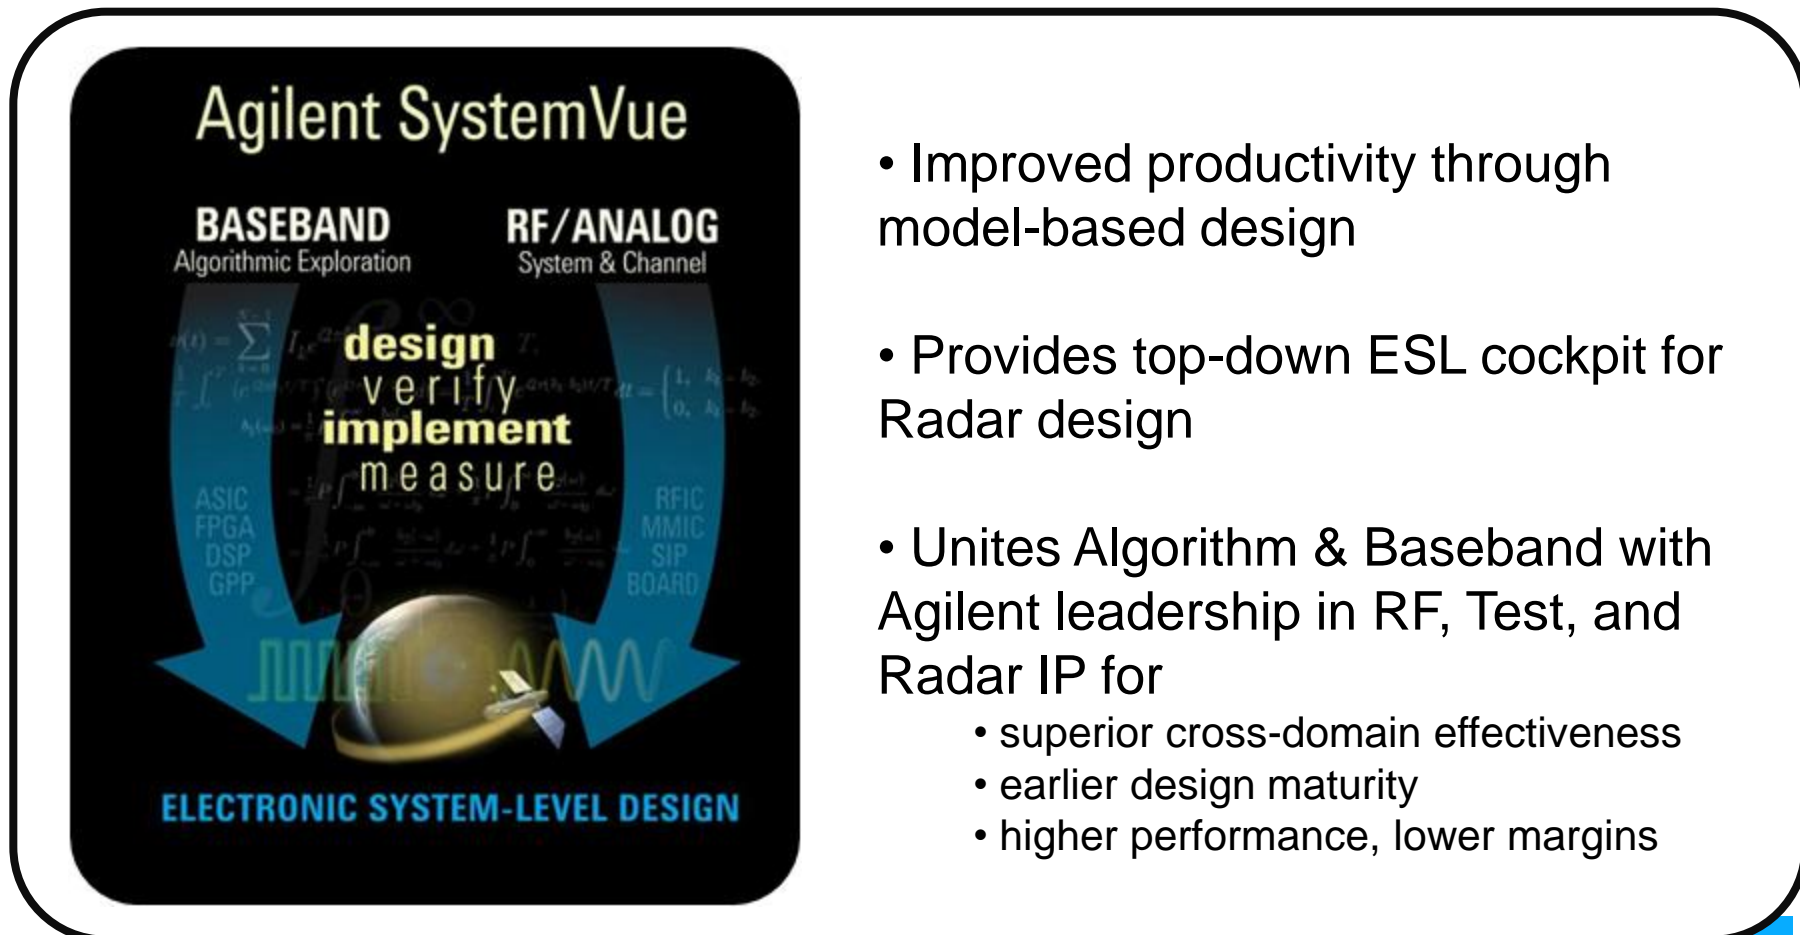 Agilent SystemVue
BASEBAND
Algorithmic Exploration
RF/ANALOG
System & Channel
design
verify
implement
measure
ASIC
FPGA
DSP
GPP
RFIC
MMIC
SIP
BOARD
ELECTRONIC SYSTEM-LEVEL DESIGN
• Improved productivity through
model-based design
• Provides top-down ESL cockpit for
Radar design
• Unites Algorithm & Baseband with
Agilent leadership in RF, Test, and
Radar IP for
• superior cross-domain effectiveness
• earlier design maturity
• higher performance, lower margins